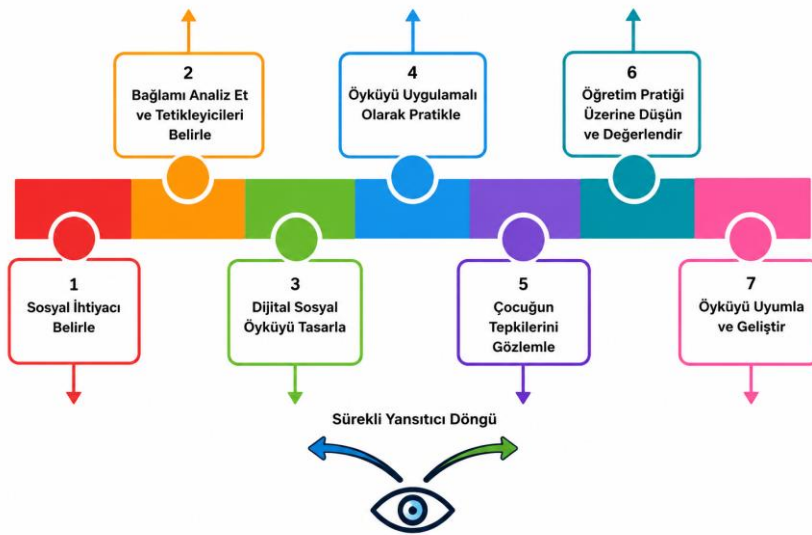 1
Sosyal İhtiyacı
Belirle
2
Bağlamı Analiz Et
ve Tetikleyicileri
Belirle
3
Dijital Sosyal
Öyküyü Tasarla
4
Öyküyü Uygulamalı
Olarak Pratikle
5
Çocuğun
Tepkilerini
Gözlemle
6
Öğretim Pratiği
Üzerine Düşün
ve Değerlendir
7
Öyküyü Uyumla
ve Geliştir
Sürekli Yansıtıcı Döngü